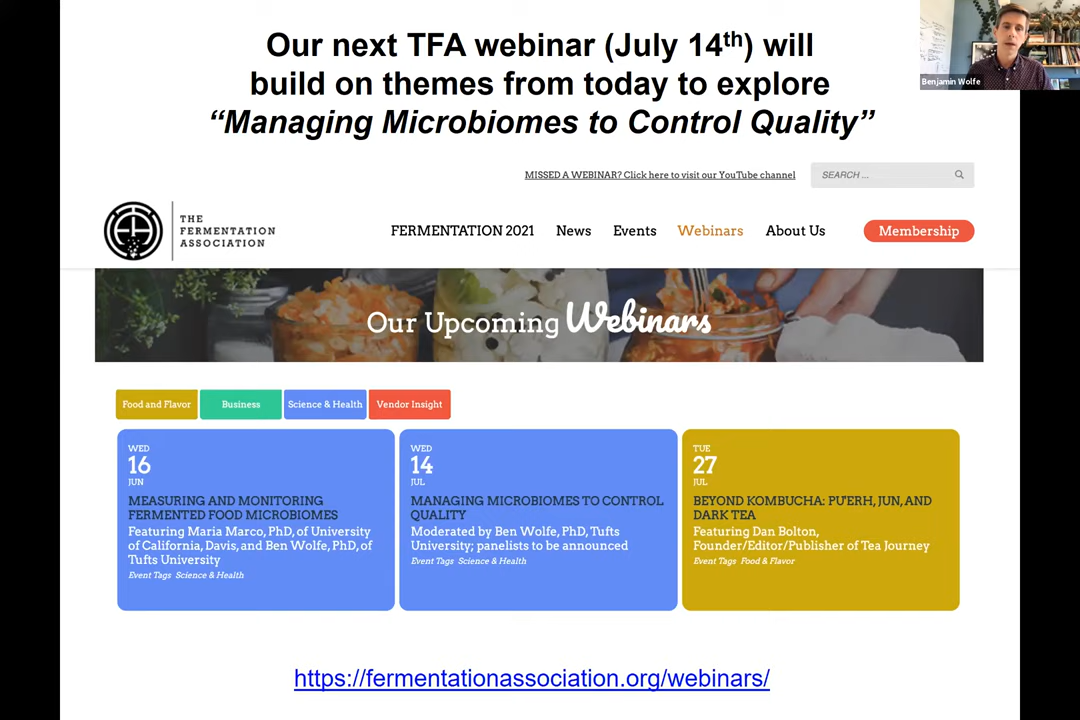 Our next TFA webinar (July 14th) will
build on themes from today to explore
“Managing Microbiomes to Control Quality”
Benjamin Wolfe
MISSED A WEBINAR? Click here to visit our YouTube channel
SEARCH ...
THE
FERMENTATION
ASSOCIATION
FERMENTATION 2021 News Events Webinars About Us Membership
Our Upcoming Webinars
Food and Flavor Business Science & Health Vendor Insight
WED
16
JUN
MEASURING AND MONITORING
FERMENTED FOOD MICROBIOMES
Featuring Maria Marco, PhD, of University
of California, Davis, and Ben Wolfe, PhD, of
Tufts University
Event Tags Science & Health
WED
14
JUL
MANAGING MICROBIOMES TO CONTROL
QUALITY
Moderated by Ben Wolfe, PhD, Tufts
University; panelists to be announced
Event Tags Science & Health
TUE
27
JUL
BEYOND KOMBUCHA: PU'ERH, JUN, AND
DARK TEA
Featuring Dan Bolton,
Founder/Editor/Publisher of Tea Journey
Event Tags Food & Flavor
https://fermentationassociation.org/webinars/